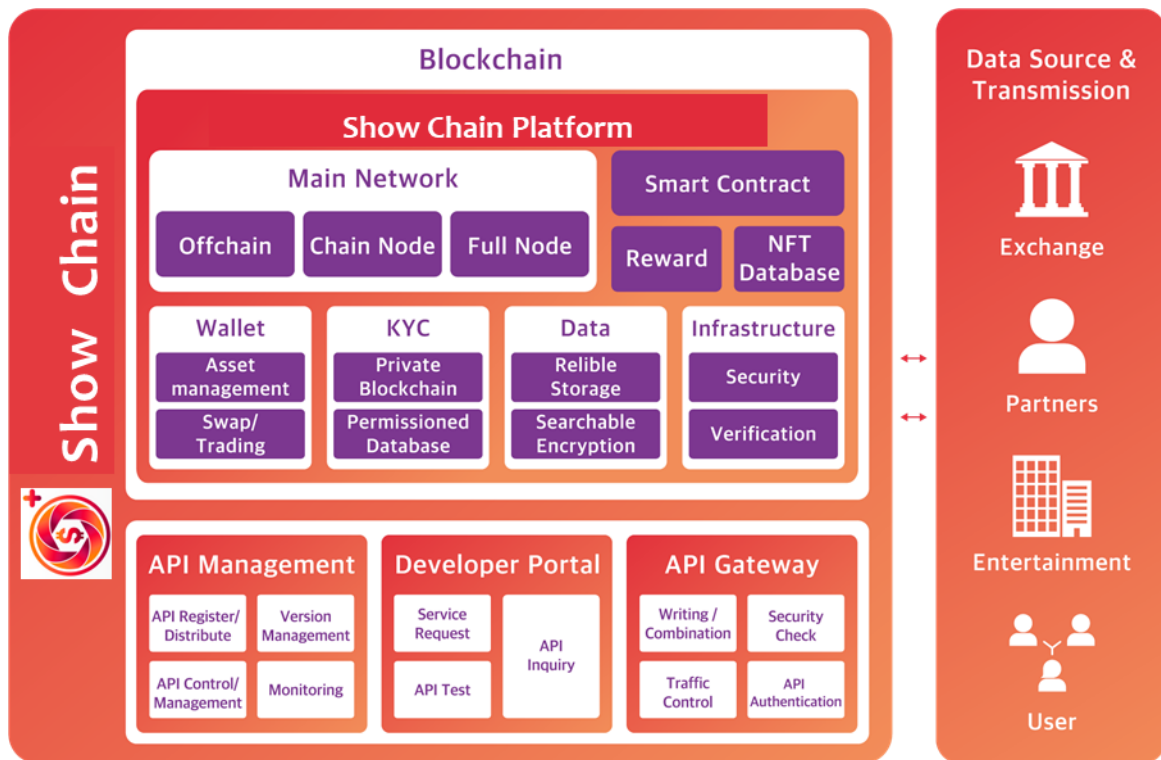 Show Chain
Blockchain
Show Chain Platform
Main Network
Offchain
Chain Node
Full Node
Smart Contract
Reward
NFT
Database
Wallet
Asset
management
Swap/
Trading
KYC
Private
Blockchain
Permissioned
Database
Data
Relible
Storage
Searchable
Encryption
Infrastructure
Security
Verification
API Management
API Register/
Distribute
Version
Management
API Control/
Management
Monitoring
Developer Portal
Service
Request
API Test
API
Inquiry
API Gateway
Writing /
Combination
Security
Check
Traffic
Control
API
Authentication
Data Source &
Transmission
Exchange
Partners
Entertainment
User